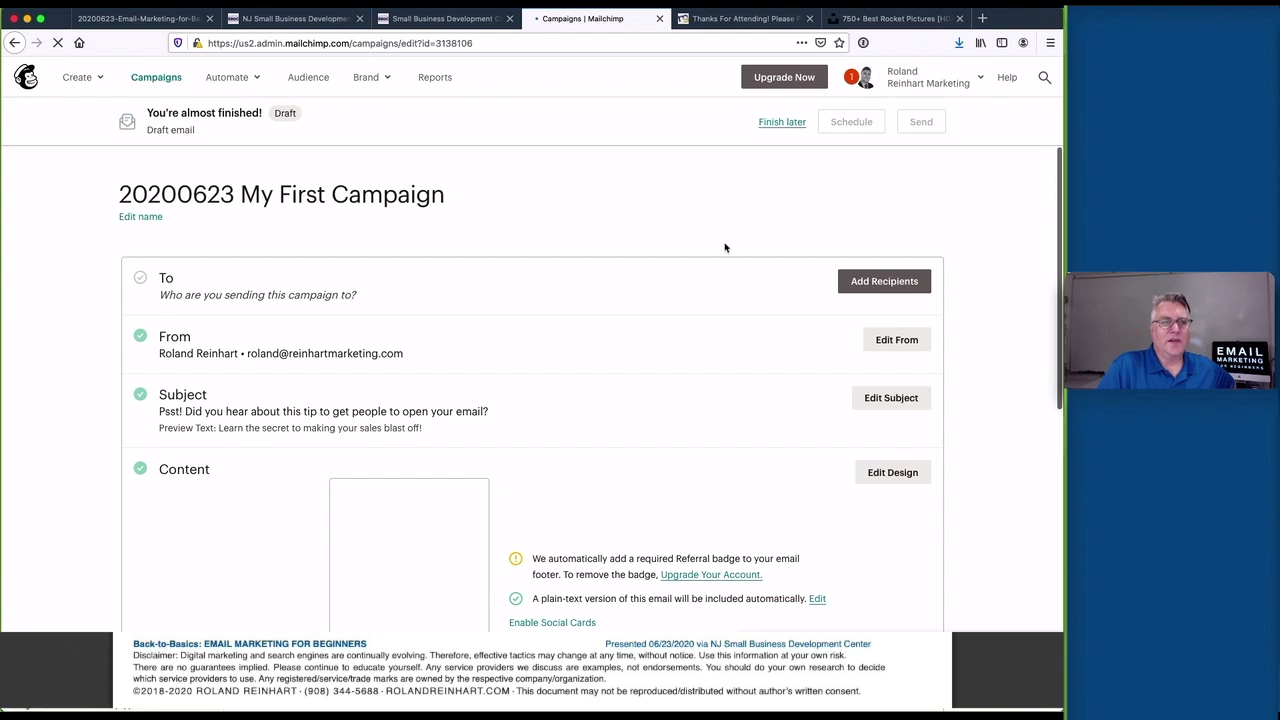 20200623-Email-Marketing-for-Be
NJ Small Business Developmen
Small Business Development C
Campaigns | Mailchimp
Thanks For Attending! Please F
750+ Best Rocket Pictures [HD
https://us2.admin.mailchimp.com/campaigns/edit?id=3138106
Create
Campaigns
Automate
Audience
Brand
Reports
Upgrade Now
1
Roland
Reinhart Marketing
Help
You're almost finished! Draft
Draft email
Finish later
Schedule
Send
20200623 My First Campaign
Edit name
To
Who are you sending this campaign to?
Add Recipients
From
Roland Reinhart • roland@reinhartmarketing.com
Edit From
Subject
Psst! Did you hear about this tip to get people to open your email?
Preview Text: Learn the secret to making your sales blast off!
Edit Subject
Content
Edit Design
We automatically add a required Referral badge to your email
footer. To remove the badge, Upgrade Your Account.
A plain-text version of this email will be included automatically. Edit
Enable Social Cards
EMAIL
MARKETING
FOR BEGINNERS
Back-to-Basics: EMAIL MARKETING FOR BEGINNERS
Presented 06/23/2020 via NJ Small Business Development Center
Disclaimer: Digital marketing and search engines are continually evolving. Therefore, effective tactics may change at any time, without notice. Use this information at your own risk.
There are no guarantees implied. Please continue to educate yourself. Any service providers we discuss are examples, not endorsements. You should do your own research to decide
which service providers to use. Any registered/service/trade marks are owned by the respective company/organization.
©2018-2020 ROLAND REINHART · (908) 344-5688 · ROLANDREINHART.COM · This document may not be reproduced/distributed without author's written consent.